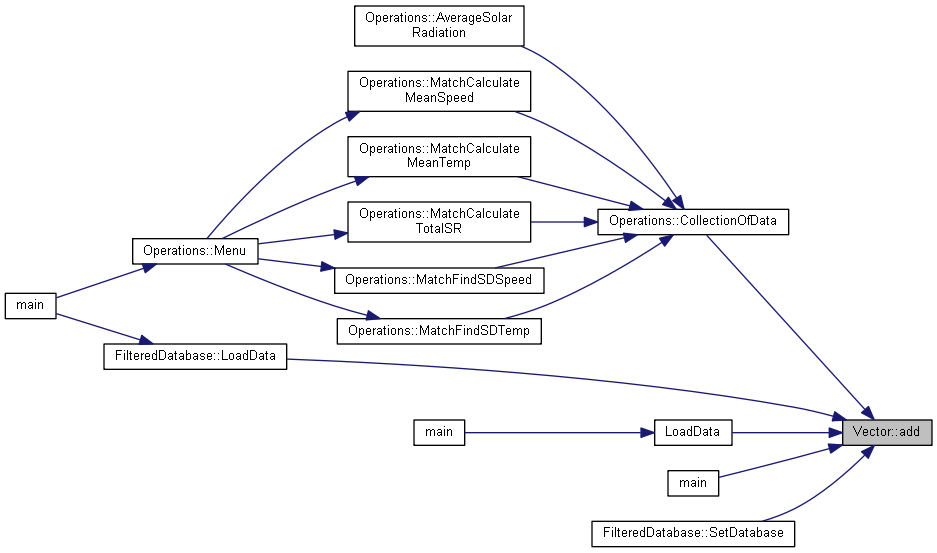 Operations::AverageSolar
Radiation
Operations::MatchCalculate
MeanSpeed
Operations::MatchCalculate
MeanTemp
Operations::MatchCalculate
TotalSR
Operations::CollectionOfData
Operations::Menu
Operations::MatchFindSDSpeed
main
Operations::MatchFindSDTemp
FilteredDatabase::LoadData
main
LoadData
Vector::add
main
FilteredDatabase::SetDatabase